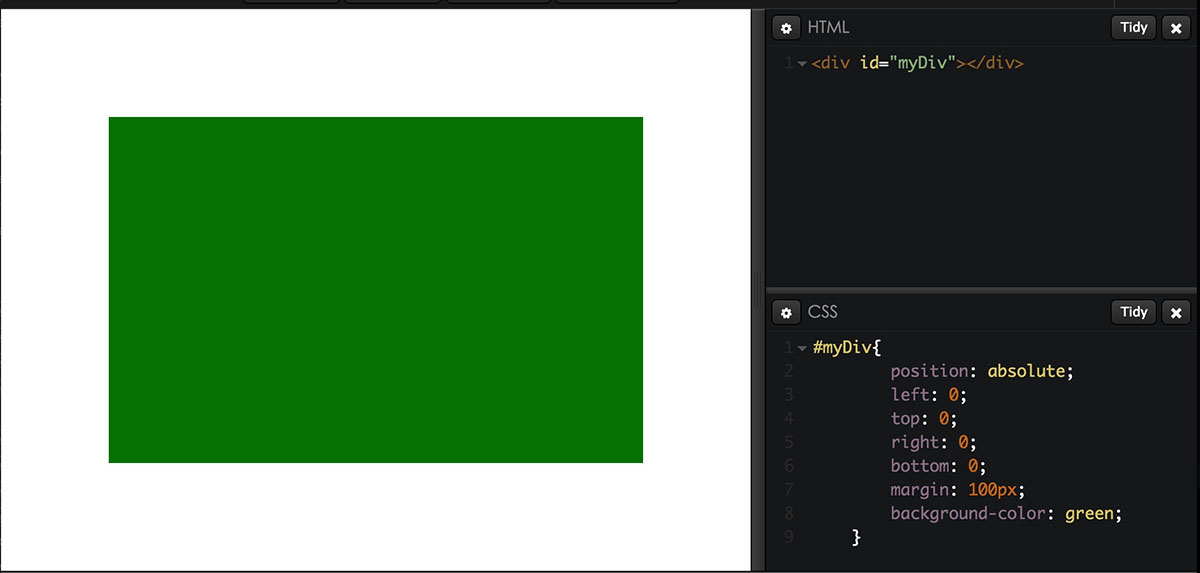 HTML
Tidy
1 <div id="myDiv"></div>
CSS
Tidy
1 #myDiv{
2 position: absolute;
3 left: 0;
4 top: 0;
5 right: 0;
6 bottom: 0;
7 margin: 100px;
8 background-color: green;
9 }